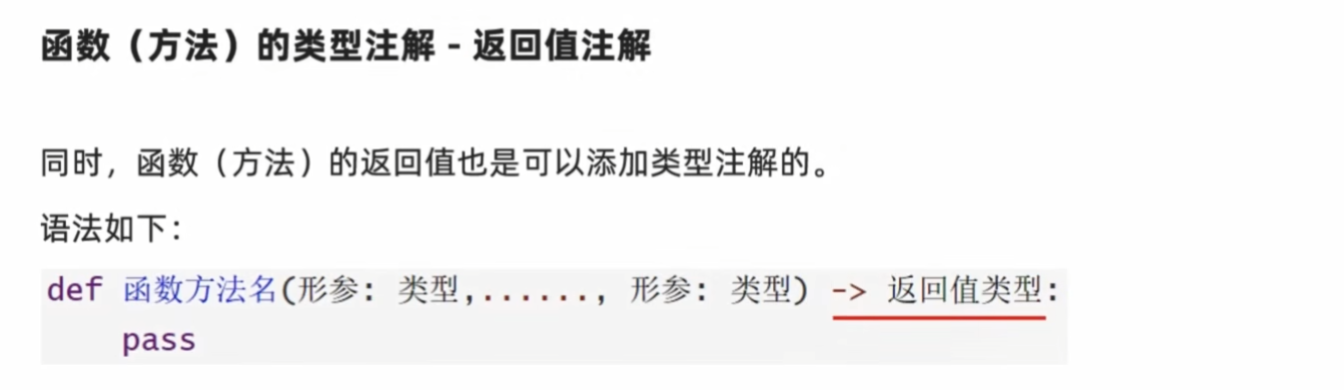 函数（方法）的类型注解 - 返回值注解
同时，函数（方法）的返回值也是可以添加类型注解的。
语法如下：
def 函数方法名(形参: 类型,......, 形参: 类型) -> 返回值类型:
    pass